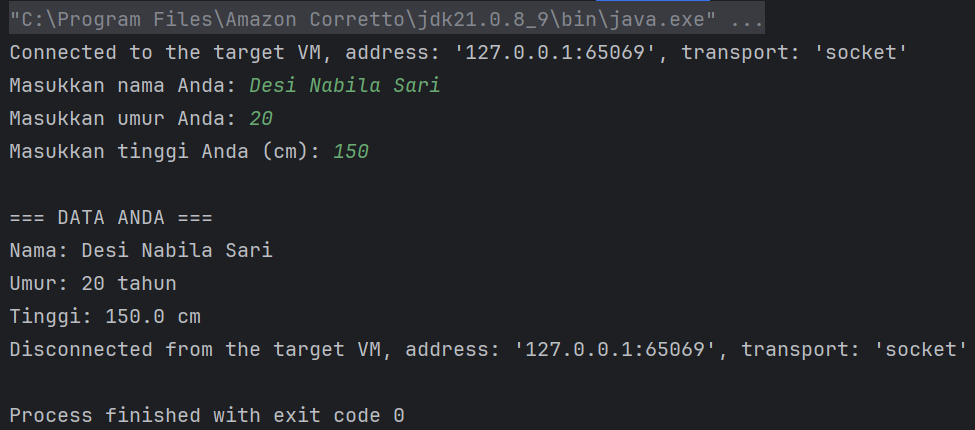 "C:\Program Files\Amazon Corretto\jdk21.0.8_9\bin\java.exe" ...
Connected to the target VM, address: '127.0.0.1:65069', transport: 'socket'
Masukkan nama Anda: Desi Nabila Sari
Masukkan umur Anda: 20
Masukkan tinggi Anda (cm): 150
=== DATA ANDA ===
Nama: Desi Nabila Sari
Umur: 20 tahun
Tinggi: 150.0 cm
Disconnected from the target VM, address: '127.0.0.1:65069', transport: 'socket'
Process finished with exit code 0